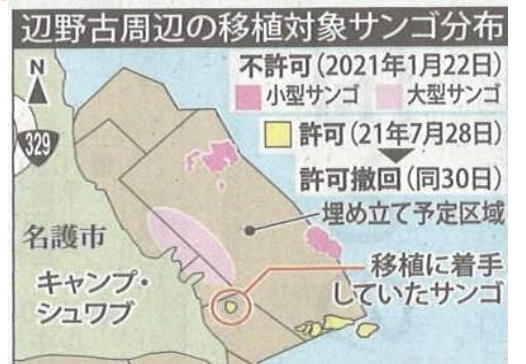 辺野古周辺の移植対象サンゴ分布
N
329
不許可(2021年1月22日)
小型サンゴ 大型サンゴ
許可(21年7月28日)
許可撤回(同30日)
埋め立て予定区域
名護市
キャンプ・
シュワブ
移植に着手
していたサンゴ